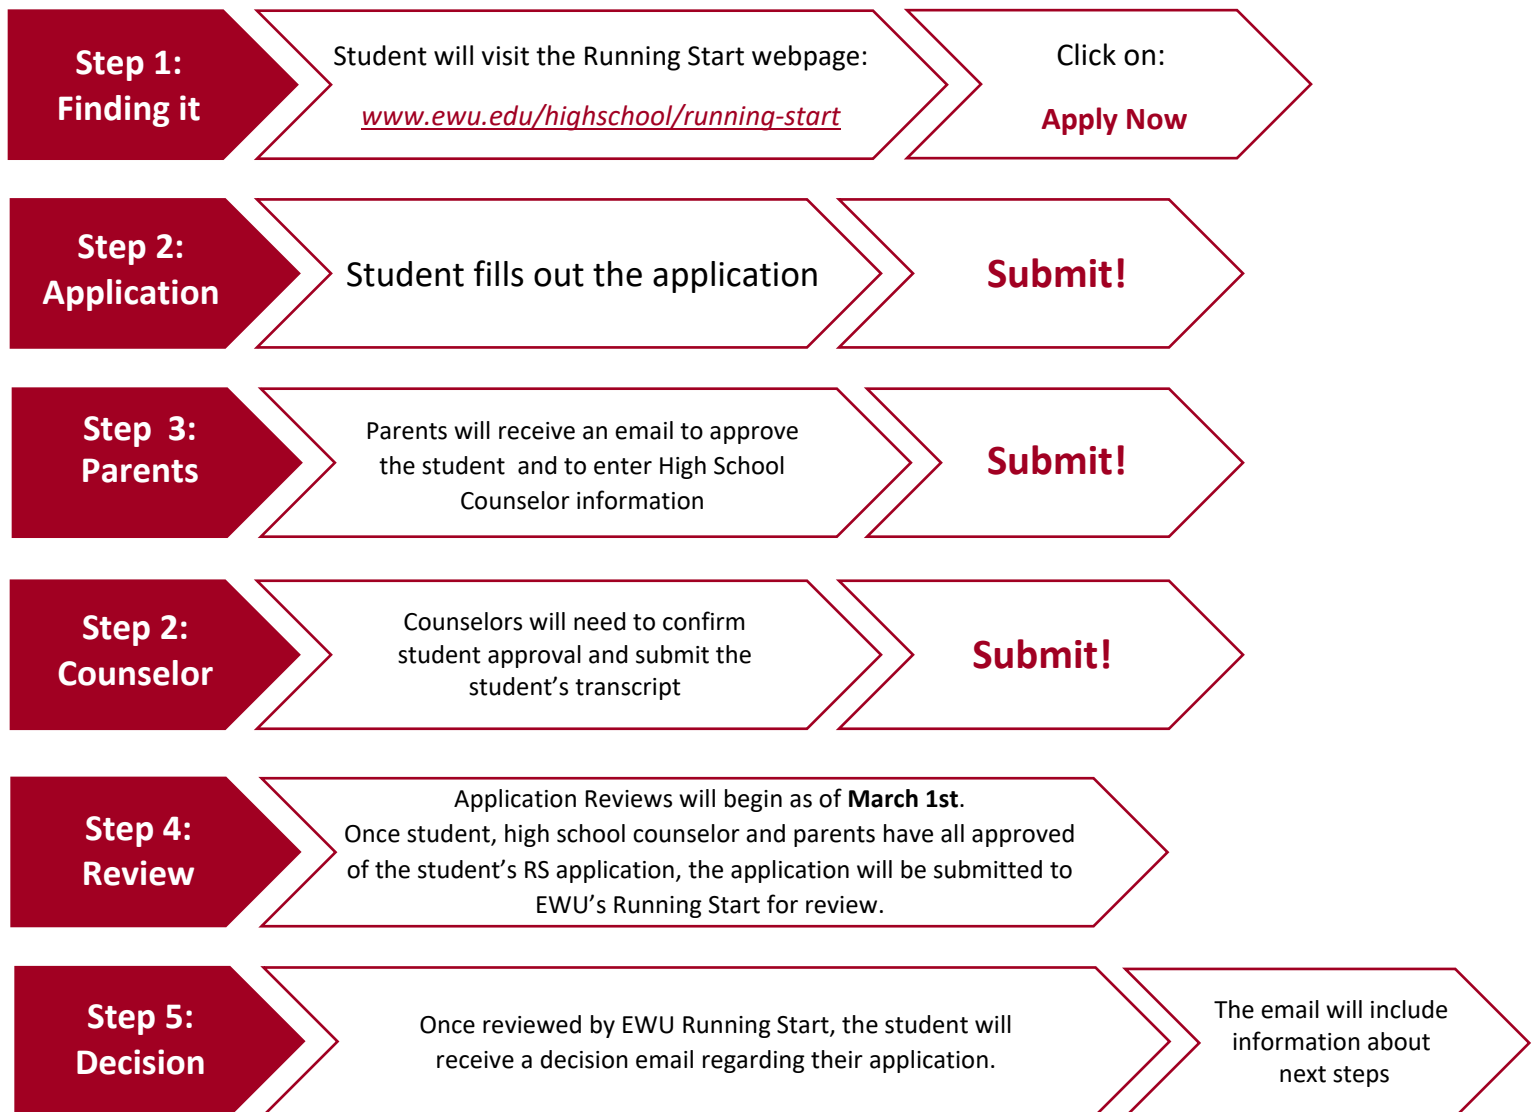 Step 1:
Finding it
Student will visit the Running Start webpage:
www.ewu.edu/highschool/running-start
Click on:
Apply Now
Step 2:
Application
Student fills out the application
Submit!
Step 3:
Parents
Parents will receive an email to approve
the student and to enter High School
Counselor information
Submit!
Step 2:
Counselor
Counselors will need to confirm
student approval and submit the
student’s transcript
Submit!
Step 4:
Review
Application Reviews will begin as of March 1st.
Once student, high school counselor and parents have all approved
of the student’s RS application, the application will be submitted to
EWU’s Running Start for review.
Step 5:
Decision
Once reviewed by EWU Running Start, the student will
receive a decision email regarding their application.
The email will include
information about
next steps